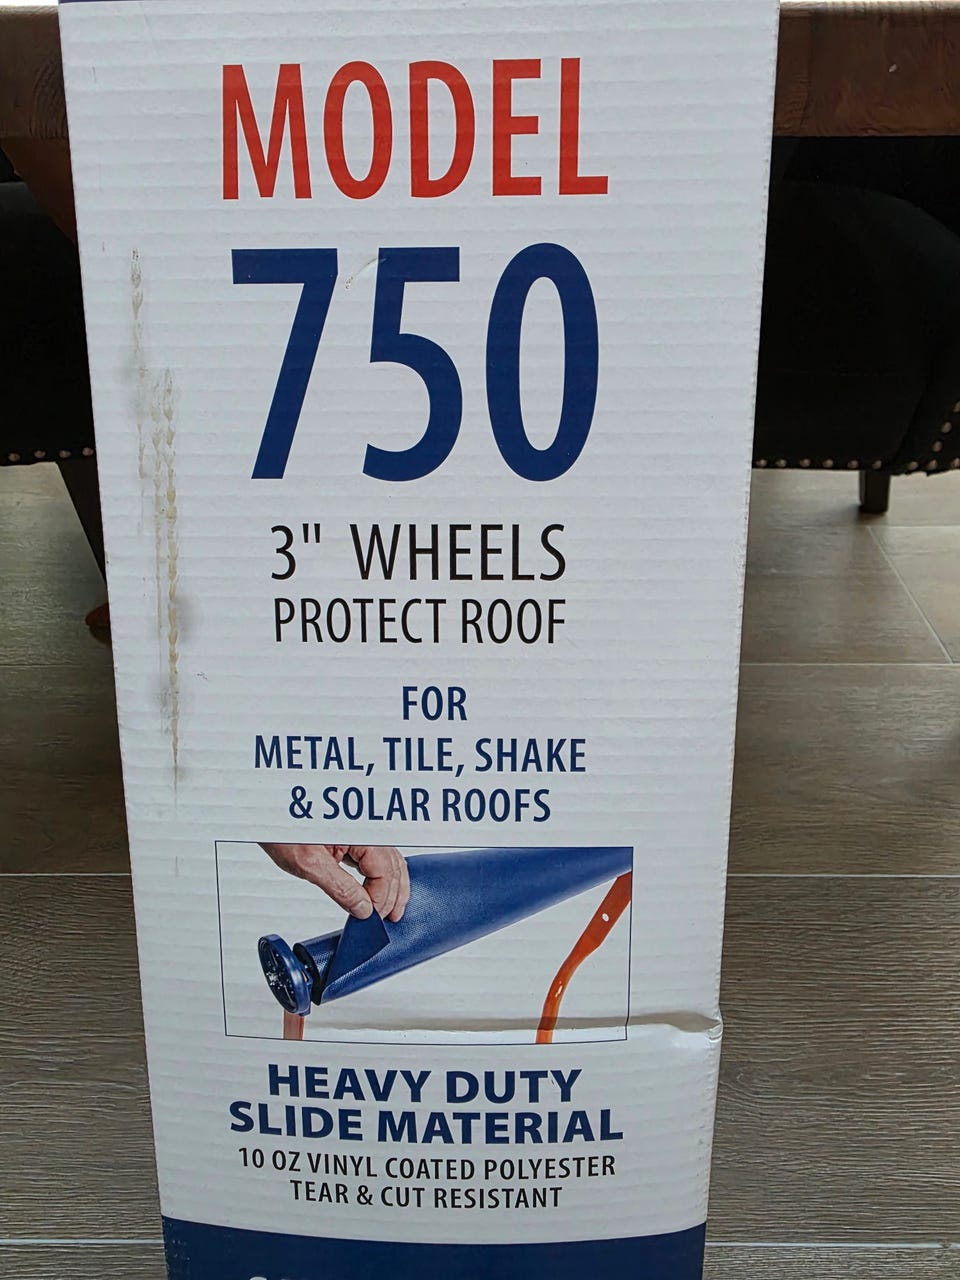 MODEL
750
3" WHEELS
PROTECT ROOF
FOR
METAL, TILE, SHAKE
& SOLAR ROOFS
HEAVY DUTY
SLIDE MATERIAL
10 OZ VINYL COATED POLYESTER
TEAR & CUT RESISTANT